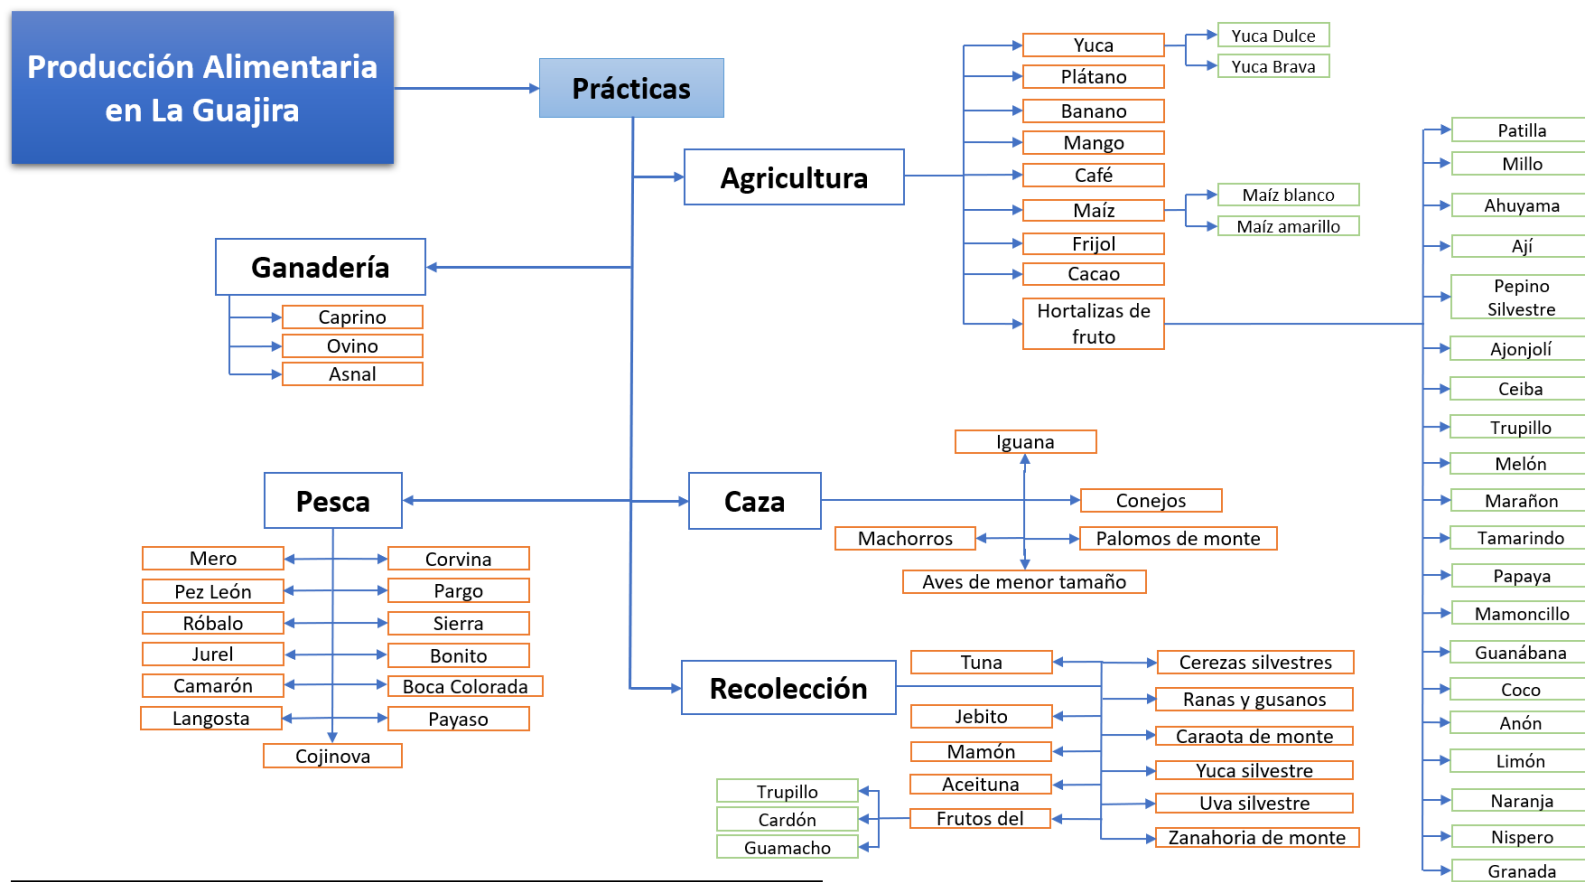 Producción Alimentaria
en La Guajira
Prácticas
Agricultura
Yuca
Yuca Dulce
Yuca Brava
Plátano
Banano
Mango
Café
Maíz
Maíz blanco
Maíz amarillo
Frijol
Cacao
Hortalizas de
fruto
Patilla
Millo
Ahuyama
Ají
Pepino
Silvestre
Ajonjolí
Ceiba
Trupillo
Melón
Marañon
Tamarindo
Papaya
Mamoncillo
Guanábana
Coco
Anón
Limón
Naranja
Nispero
Granada
Ganadería
Caprino
Ovino
Asnal
Pesca
Mero
Corvina
Pez León
Pargo
Róbalo
Sierra
Jurel
Bonito
Camarón
Boca Colorada
Langosta
Payaso
Cojinova
Caza
Iguana
Conejos
Machorros
Palomos de monte
Aves de menor tamaño
Recolección
Tuna
Cerezas silvestres
Ranas y gusanos
Jebito
Caraota de monte
Mamón
Yuca silvestre
Aceituna
Uva silvestre
Frutos del
Zanahoria de monte
Trupillo
Cardón
Guamacho